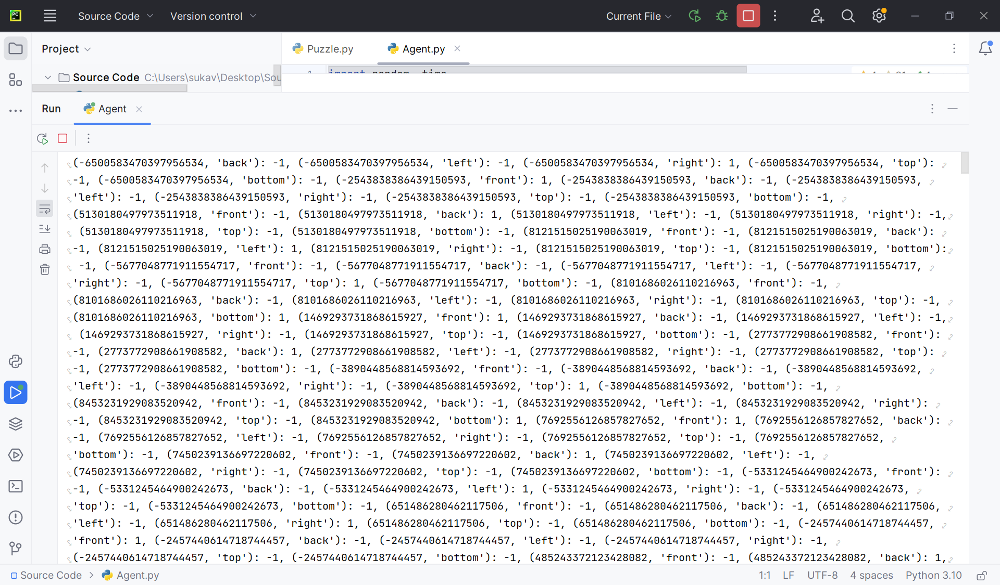 PC
Source Code
Version control
Current File
Project
Puzzle.py
Agent.py
Source Code C:\Users\sukav\Desktop\Sou
1 import random, time
Run
Agent
(-6500583470397956534, 'back'): -1, (-6500583470397956534, 'left'): -1, (-6500583470397956534, 'right'): 1, (-6500583470397956534, 'top'):
-1, (-6500583470397956534, 'bottom'): -1, (-2543838386439150593, 'front'): 1, (-2543838386439150593, 'back'): -1, (-2543838386439150593,
'left'): -1, (-2543838386439150593, 'right'): -1, (-2543838386439150593, 'top'): -1, (-2543838386439150593, 'bottom'): -1,
(5130180497973511918, 'front'): -1, (5130180497973511918, 'back'): 1, (5130180497973511918, 'left'): -1, (5130180497973511918, 'right'): -1,
(5130180497973511918, 'top'): -1, (5130180497973511918, 'bottom'): -1, (8121515025190063019, 'front'): -1, (8121515025190063019, 'back'):
-1, (8121515025190063019, 'left'): 1, (8121515025190063019, 'right'): -1, (8121515025190063019, 'top'): -1, (8121515025190063019, 'bottom'):
-1, (-5677048771911554717, 'front'): -1, (-5677048771911554717, 'back'): -1, (-5677048771911554717, 'left'): -1, (-5677048771911554717,
'right'): -1, (-5677048771911554717, 'top'): 1, (-5677048771911554717, 'bottom'): -1, (8101686026110216963, 'front'): -1,
(8101686026110216963, 'back'): -1, (8101686026110216963, 'left'): -1, (8101686026110216963, 'right'): -1, (8101686026110216963, 'top'): -1,
(8101686026110216963, 'bottom'): 1, (1469293731868615927, 'front'): 1, (1469293731868615927, 'back'): -1, (1469293731868615927, 'left'): -1,
(1469293731868615927, 'right'): -1, (1469293731868615927, 'top'): -1, (1469293731868615927, 'bottom'): -1, (2773772908661908582, 'front'):
-1, (2773772908661908582, 'back'): 1, (2773772908661908582, 'left'): -1, (2773772908661908582, 'right'): -1, (2773772908661908582, 'top'):
-1, (2773772908661908582, 'bottom'): -1, (-3890448568814593692, 'front'): -1, (-3890448568814593692, 'back'): -1, (-3890448568814593692,
'left'): -1, (-3890448568814593692, 'right'): -1, (-3890448568814593692, 'top'): 1, (-3890448568814593692, 'bottom'): -1,
(8453231929083520942, 'front'): -1, (8453231929083520942, 'back'): -1, (8453231929083520942, 'left'): -1, (8453231929083520942, 'right'):
-1, (8453231929083520942, 'top'): -1, (8453231929083520942, 'bottom'): 1, (7692556126857827652, 'front'): 1, (7692556126857827652, 'back'):
-1, (7692556126857827652, 'left'): -1, (7692556126857827652, 'right'): -1, (7692556126857827652, 'top'): -1, (7692556126857827652,
'bottom'): -1, (7450239136697220602, 'front'): -1, (7450239136697220602, 'back'): 1, (7450239136697220602, 'left'): -1,
(7450239136697220602, 'right'): -1, (7450239136697220602, 'top'): -1, (7450239136697220602, 'bottom'): -1, (-5331245464900242673, 'front'):
-1, (-5331245464900242673, 'back'): -1, (-5331245464900242673, 'left'): 1, (-5331245464900242673, 'right'): -1, (-5331245464900242673,
'top'): -1, (-5331245464900242673, 'bottom'): -1, (651486280462117506, 'front'): -1, (651486280462117506, 'back'): -1, (651486280462117506,
'left'): -1, (651486280462117506, 'right'): 1, (651486280462117506, 'top'): -1, (651486280462117506, 'bottom'): -1, (-2457440614718744457,
'front'): 1, (-2457440614718744457, 'back'): -1, (-2457440614718744457, 'left'): -1, (-2457440614718744457, 'right'): -1,
(-2457440614718744457, 'top'): -1, (-2457440614718744457, 'bottom'): -1, (485243372123428082, 'front'): -1, (485243372123428082, 'back'): 1,
Source Code > Agent.py
1:1 LF UTF-8 4 spaces Python 3.10